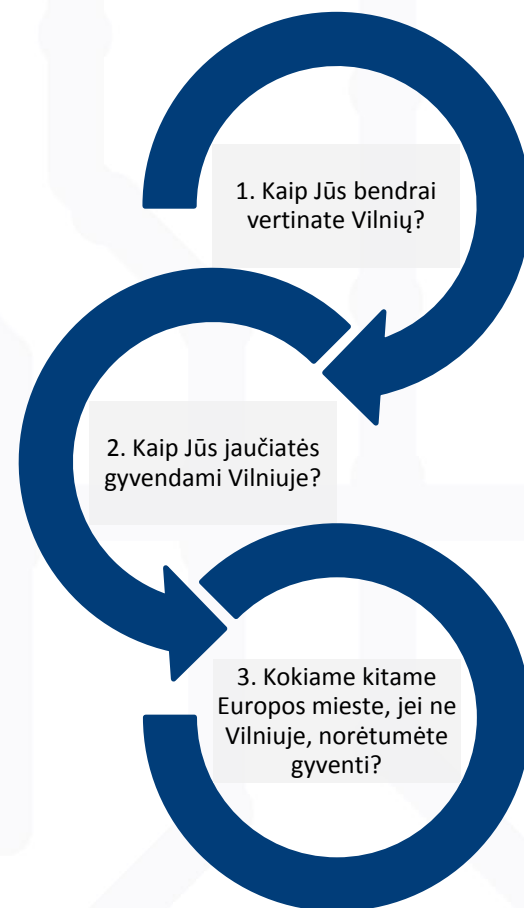 1. Kaip Jūs bendrai
vertinate Vilnių?
2. Kaip Jūs jaučiatės
gyvendami Vilniuje?
3. Kokiame kitame
Europos mieste, jei ne
Vilniuje, norėtumėte
gyventi?